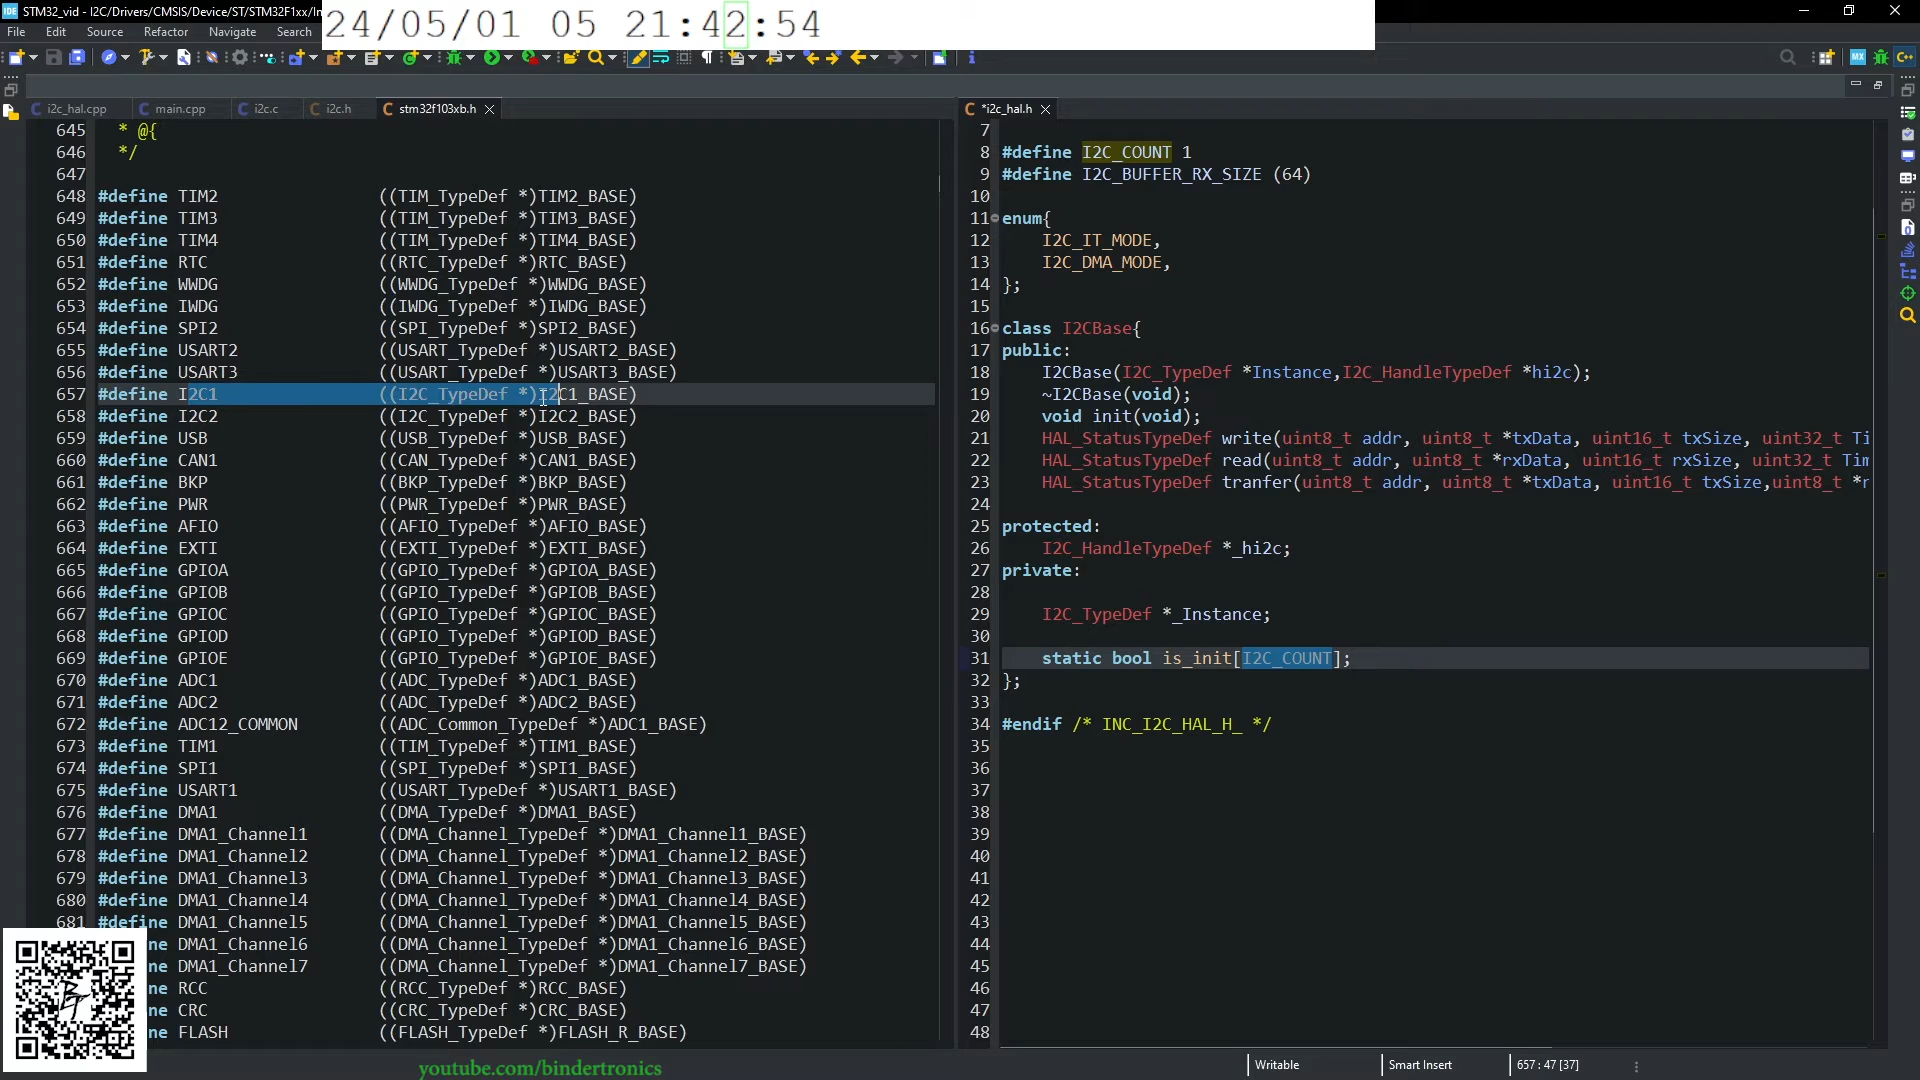 STM32_vid - I2C/Drivers/CMSIS/Device/ST/STM32F1xx/In
24/05/01 05 21:42:54
File Edit Source Refactor Navigate Search
i2c_hal.cpp main.cpp i2c.c i2c.h stm32f103xb.h
645 * @{
646 */
647
648 #define TIM2 ((TIM_TypeDef *)TIM2_BASE)
649 #define TIM3 ((TIM_TypeDef *)TIM3_BASE)
650 #define TIM4 ((TIM_TypeDef *)TIM4_BASE)
651 #define RTC ((RTC_TypeDef *)RTC_BASE)
652 #define WWDG ((WWDG_TypeDef *)WWDG_BASE)
653 #define IWDG ((IWDG_TypeDef *)IWDG_BASE)
654 #define SPI2 ((SPI_TypeDef *)SPI2_BASE)
655 #define USART2 ((USART_TypeDef *)USART2_BASE)
656 #define USART3 ((USART_TypeDef *)USART3_BASE)
657 #define I2C1 ((I2C_TypeDef *)I2C1_BASE)
658 #define I2C2 ((I2C_TypeDef *)I2C2_BASE)
659 #define USB ((USB_TypeDef *)USB_BASE)
660 #define CAN1 ((CAN_TypeDef *)CAN1_BASE)
661 #define BKP ((BKP_TypeDef *)BKP_BASE)
662 #define PWR ((PWR_TypeDef *)PWR_BASE)
663 #define AFIO ((AFIO_TypeDef *)AFIO_BASE)
664 #define EXTI ((EXTI_TypeDef *)EXTI_BASE)
665 #define GPIOA ((GPIO_TypeDef *)GPIOA_BASE)
666 #define GPIOB ((GPIO_TypeDef *)GPIOB_BASE)
667 #define GPIOC ((GPIO_TypeDef *)GPIOC_BASE)
668 #define GPIOD ((GPIO_TypeDef *)GPIOD_BASE)
669 #define GPIOE ((GPIO_TypeDef *)GPIOE_BASE)
670 #define ADC1 ((ADC_TypeDef *)ADC1_BASE)
671 #define ADC2 ((ADC_TypeDef *)ADC2_BASE)
672 #define ADC12_COMMON ((ADC_Common_TypeDef *)ADC1_BASE)
673 #define TIM1 ((TIM_TypeDef *)TIM1_BASE)
674 #define SPI1 ((SPI_TypeDef *)SPI1_BASE)
675 #define USART1 ((USART_TypeDef *)USART1_BASE)
676 #define DMA1 ((DMA_TypeDef *)DMA1_BASE)
677 #define DMA1_Channel1 ((DMA_Channel_TypeDef *)DMA1_Channel1_BASE)
678 #define DMA1_Channel2 ((DMA_Channel_TypeDef *)DMA1_Channel2_BASE)
679 #define DMA1_Channel3 ((DMA_Channel_TypeDef *)DMA1_Channel3_BASE)
680 #define DMA1_Channel4 ((DMA_Channel_TypeDef *)DMA1_Channel4_BASE)
681 #define DMA1_Channel5 ((DMA_Channel_TypeDef *)DMA1_Channel5_BASE)
ne DMA1_Channel6 ((DMA_Channel_TypeDef *)DMA1_Channel6_BASE)
ne DMA1_Channel7 ((DMA_Channel_TypeDef *)DMA1_Channel7_BASE)
ne RCC ((RCC_TypeDef *)RCC_BASE)
ne CRC ((CRC_TypeDef *)CRC_BASE)
ne FLASH ((FLASH_TypeDef *)FLASH_R_BASE)
*i2c_hal.h
7
8 #define I2C_COUNT 1
9 #define I2C_BUFFER_RX_SIZE (64)
10
11 enum{
12 I2C_IT_MODE,
13 I2C_DMA_MODE,
14 };
15
16 class I2CBase{
17 public:
18 I2CBase(I2C_TypeDef *Instance,I2C_HandleTypeDef *hi2c);
19 ~I2CBase(void);
20 void init(void);
21 HAL_StatusTypeDef write(uint8_t addr, uint8_t *txData, uint16_t txSize, uint32_t Ti
22 HAL_StatusTypeDef read(uint8_t addr, uint8_t *rxData, uint16_t rxSize, uint32_t Tim
23 HAL_StatusTypeDef tranfer(uint8_t addr, uint8_t *txData, uint16_t txSize,uint8_t *r
24
25 protected:
26 I2C_HandleTypeDef *_hi2c;
27 private:
28
29 I2C_TypeDef *_Instance;
30
31 static bool is_init[I2C_COUNT];
32 };
33
34 #endif /* INC_I2C_HAL_H_ */
35
36
37
38
39
40
41
42
43
44
45
46
47
48
youtube.com/bindertronics
Writable Smart Insert 657 : 47 [37]